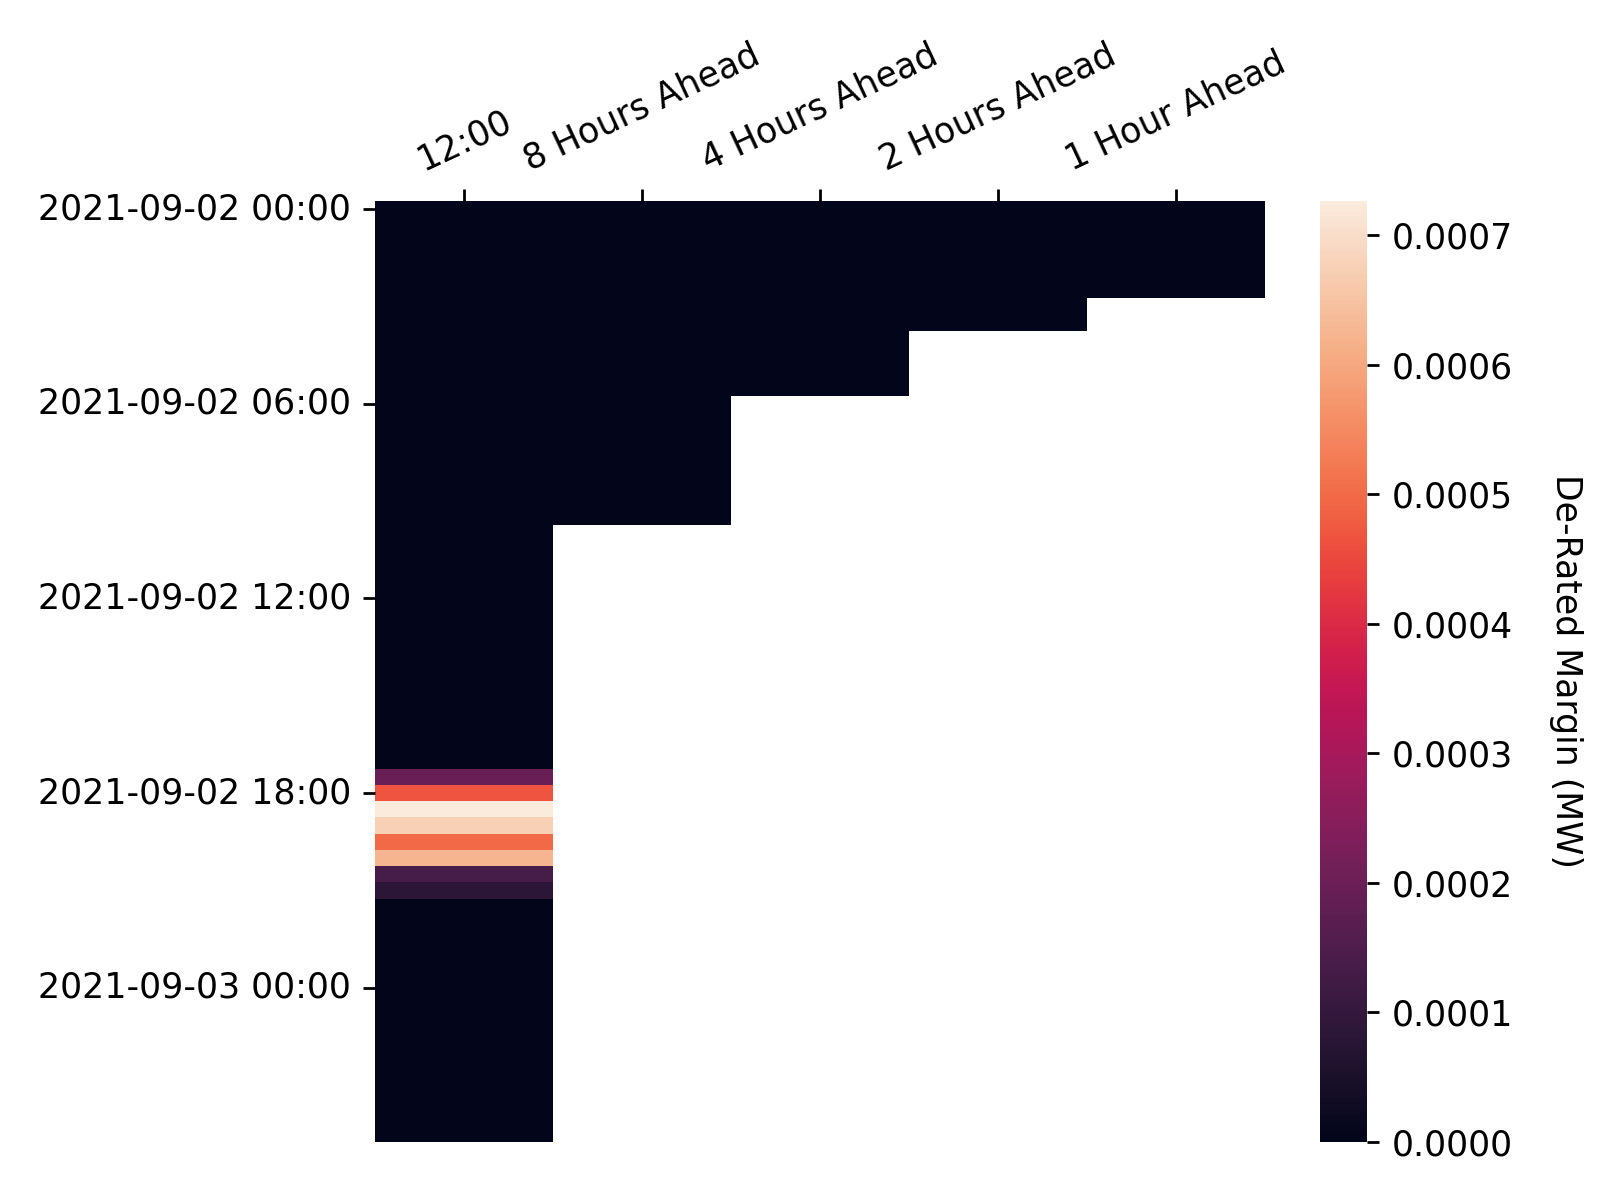 12:00
8 Hours Ahead
4 Hours Ahead
2 Hours Ahead
1 Hour Ahead
2021-09-02 00:00
2021-09-02 06:00
2021-09-02 12:00
2021-09-02 18:00
2021-09-03 00:00
0.0007
0.0006
0.0005
0.0004
0.0003
0.0002
0.0001
0.0000
De-Rated Margin (MW)